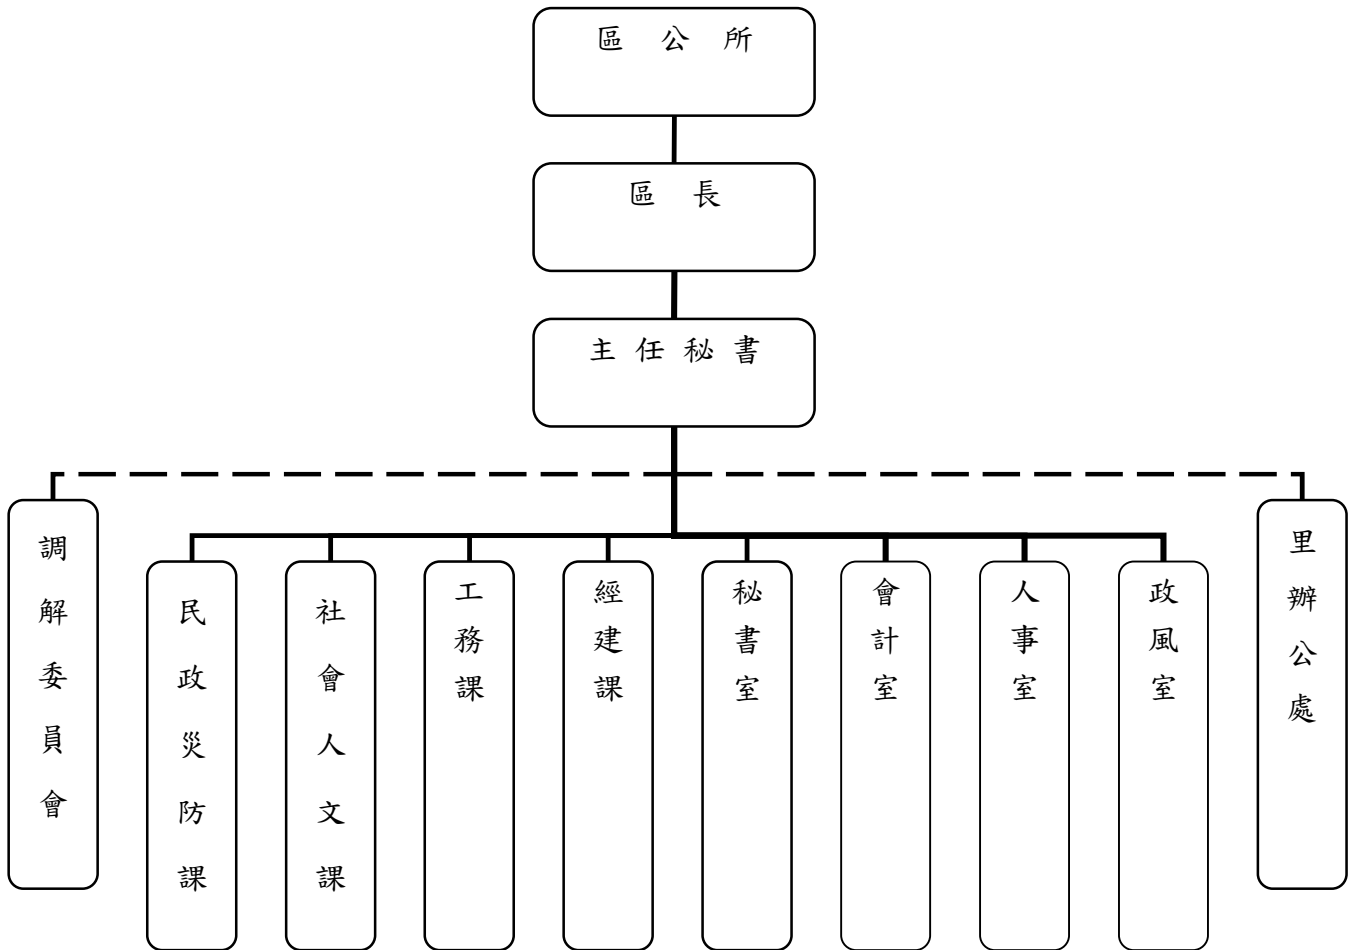 區公所
區長
主任秘書
調解委員會
民政災防課
社會人文課
工務課
經建課
秘書室
會計室
人事室
政風室
里辦公處